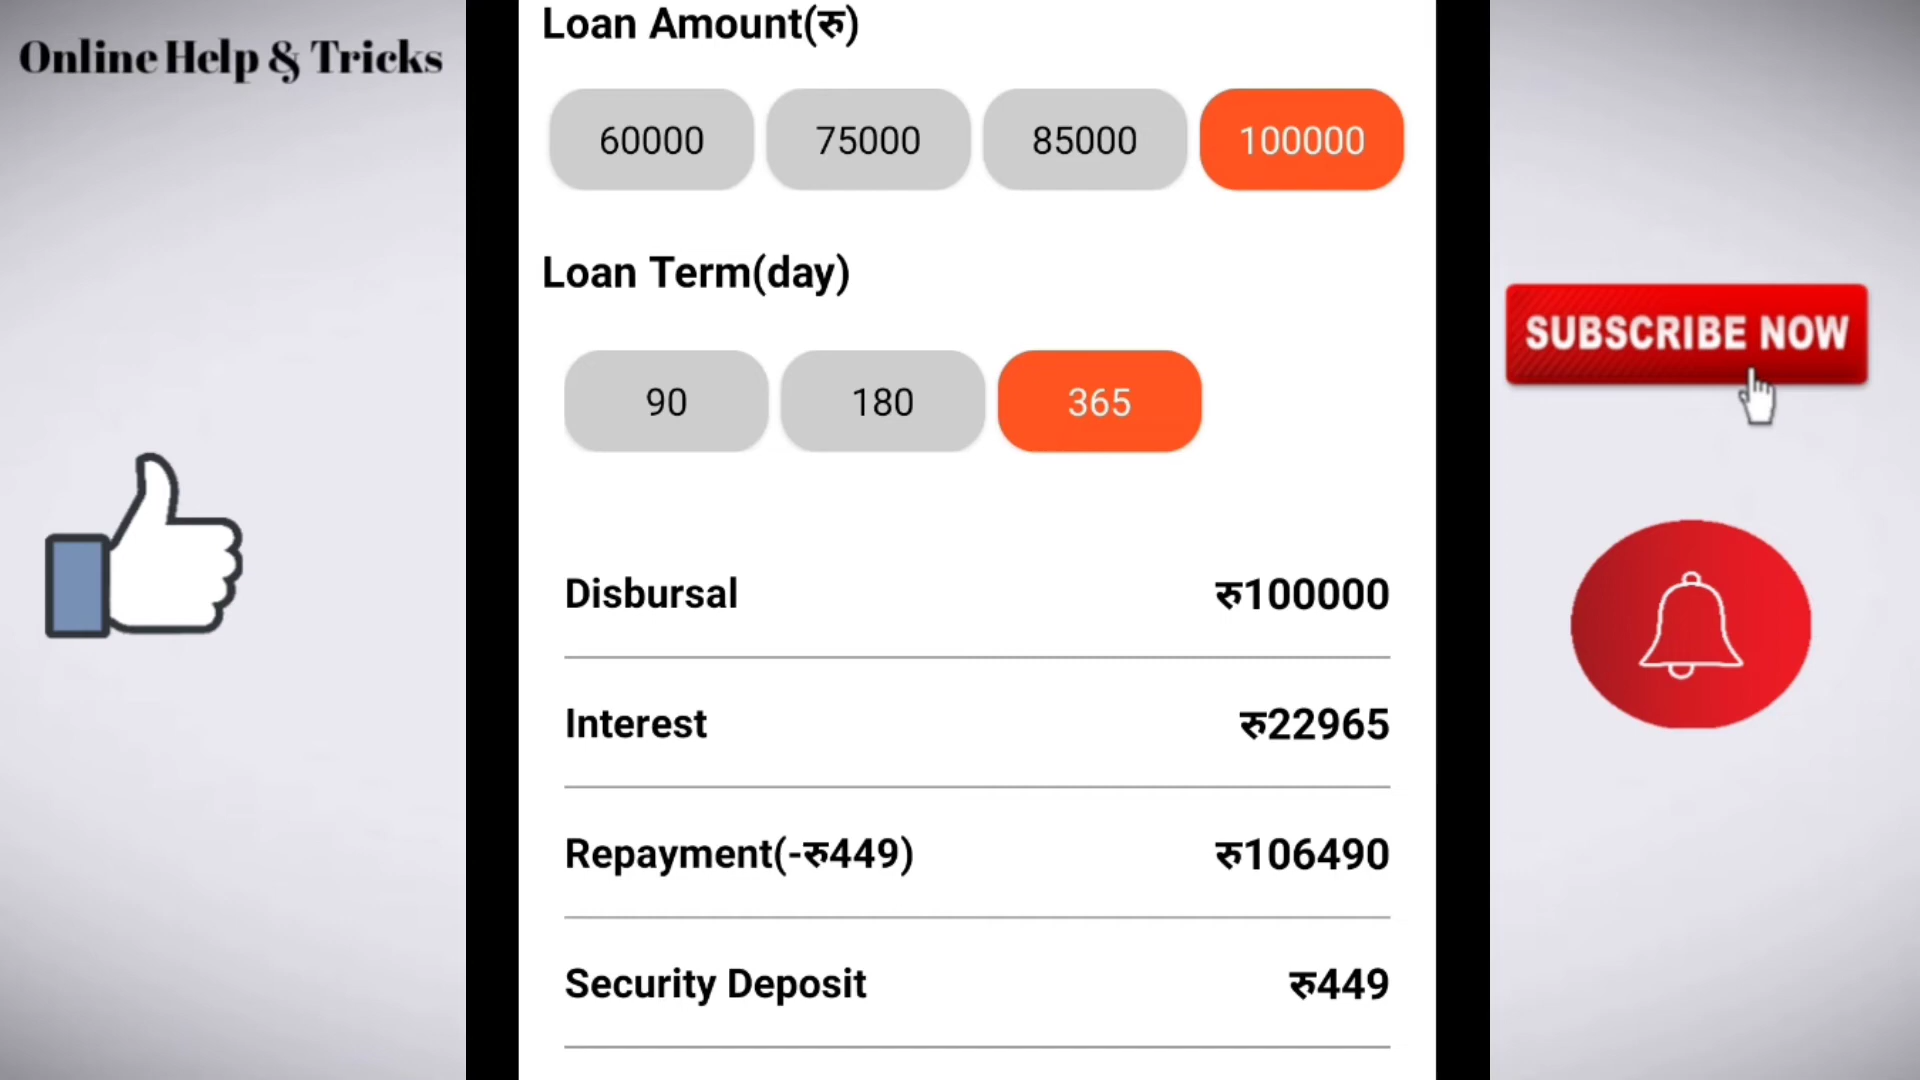 Online Help & Tricks
Loan Amount(रु)
60000 75000 85000 100000
Loan Term(day)
90 180 365
SUBSCRIBE NOW
Disbursal रु100000
Interest रु22965
Repayment(-रु449) रु106490
Security Deposit रु449